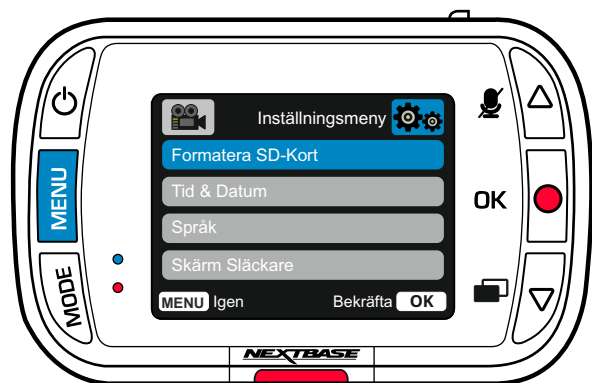 Inställningsmeny
Formatera SD-Kort
Tid & Datum
Språk
Skärm Släckare
MENU Igen Bekräfta OK
MENU
MODE
OK
NEXTBASE